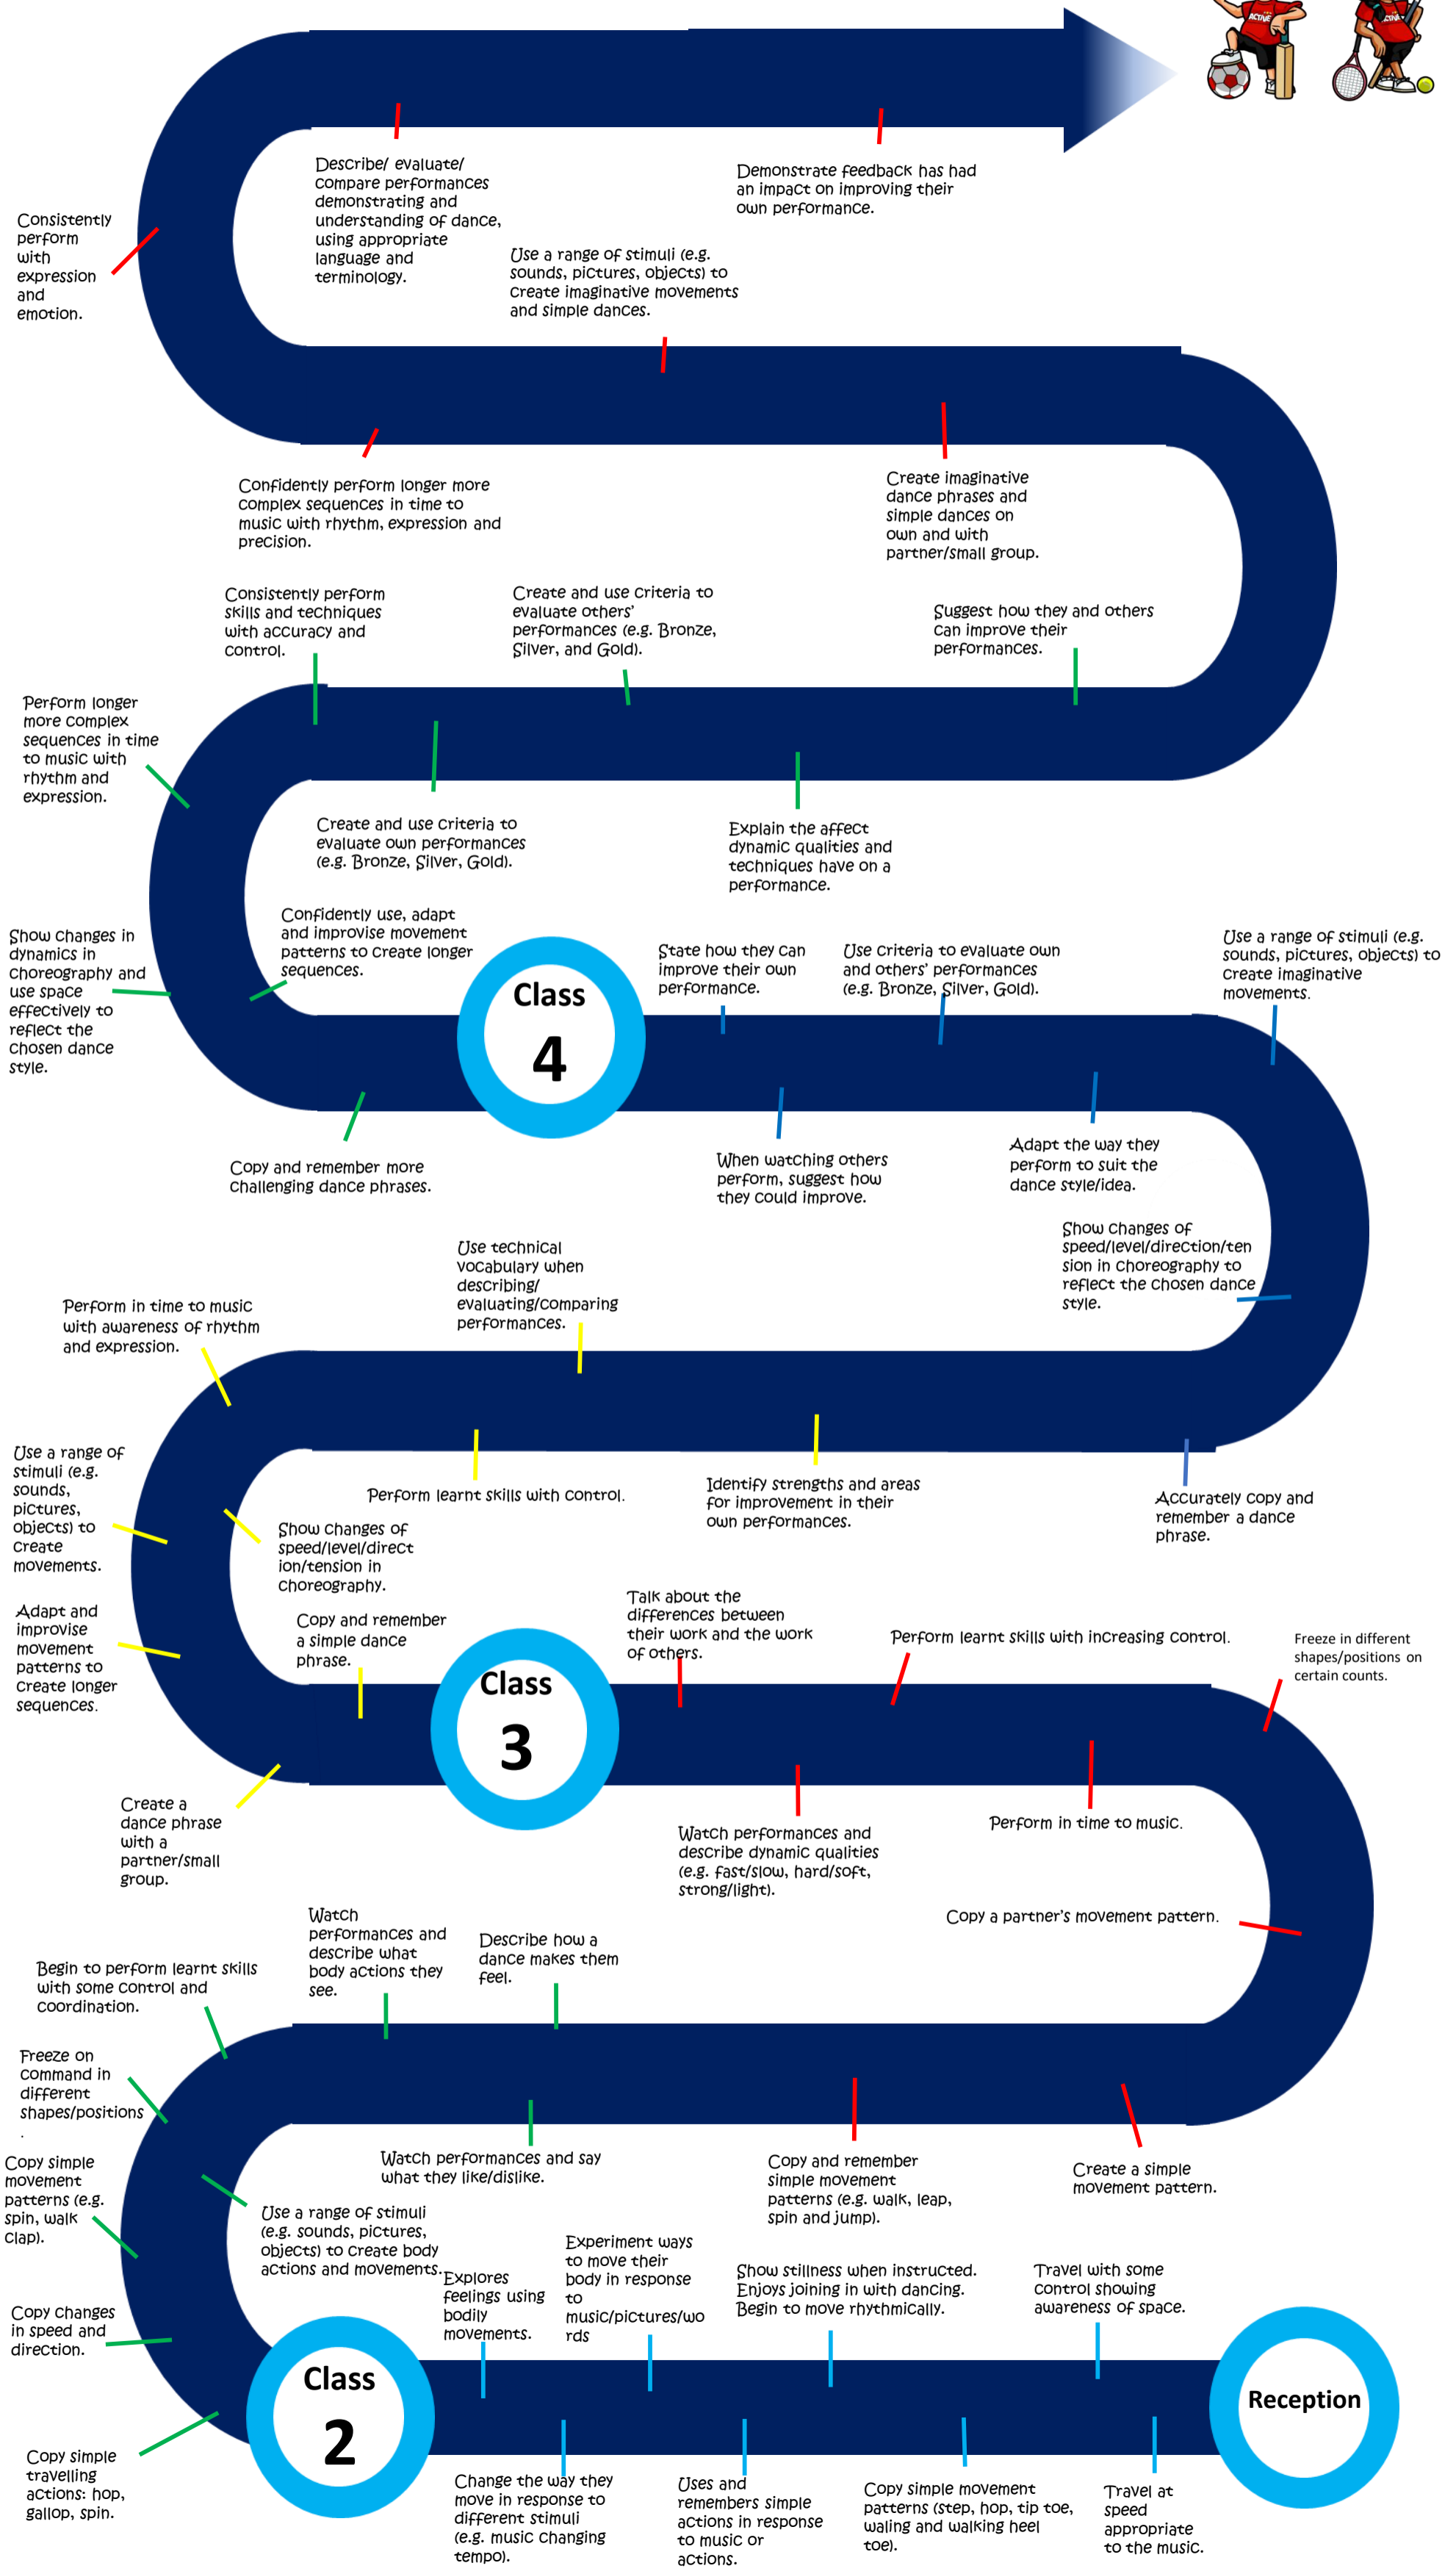 ACTIVE
ACTIVE
Describe/ evaluate/
compare performances
demonstrating and
understanding of dance,
using appropriate
language and
terminology.
Demonstrate feedback has had
an impact on improving their
own performance.
Consistently
perform
with
expression
and
emotion.
Use a range of stimuli (e.g.
sounds, pictures, objects) to
create imaginative movements
and simple dances.
Confidently perform longer more
complex sequences in time to
music with rhythm, expression and
precision.
Create imaginative
dance phrases and
simple dances on
own and with
partner/small group.
Consistently perform
skills and techniques
with accuracy and
control.
Create and use criteria to
evaluate others'
performances (e.g. Bronze,
Silver, and Gold).
Suggest how they and others
can improve their
performances.
Perform longer
more complex
sequences in time
to music with
rhythm and
expression.
Create and use criteria to
evaluate own performances
(e.g. Bronze, Silver, Gold).
Explain the affect
dynamic qualities and
techniques have on a
performance.
Show changes in
dynamics in
choreography and
use space
effectively to
reflect the
chosen dance
style.
Confidently use, adapt
and improvise movement
patterns to create longer
sequences.
Class
4
State how they can
improve their own
performance.
Use criteria to evaluate own
and others' performances
(e.g. Bronze, Silver, Gold).
Use a range of stimuli (e.g.
sounds, pictures, objects) to
create imaginative
movements.
Copy and remember more
challenging dance phrases.
When watching others
perform, suggest how
they could improve.
Adapt the way they
perform to suit the
dance style/idea.
Show changes of
speed/level/direction/ten
sion in choreography to
reflect the chosen dance
style.
Use technical
vocabulary when
describing/
evaluating/comparing
performances.
Perform in time to music
with awareness of rhythm
and expression.
Use a range of
stimuli (e.g.
sounds,
pictures,
objects) to
create
movements.
Perform learnt skills with control.
Identify strengths and areas
for improvement in their
own performances.
Accurately copy and
remember a dance
phrase.
Show changes of
speed/level/direct
ion/tension in
choreography.
Adapt and
improvise
movement
patterns to
create longer
sequences.
Copy and remember
a simple dance
phrase.
Class
3
Talk about the
differences between
their work and the work
of others.
Perform learnt skills with increasing control.
Freeze in different
shapes/positions on
certain counts.
Create a
dance phrase
with a
partner/small
group.
Watch performances and
describe dynamic qualities
(e.g. fast/slow, hard/soft,
strong/light).
Perform in time to music.
Copy a partner's movement pattern.
Watch
performances and
describe what
body actions they
see.
Describe how a
dance makes them
feel.
Begin to perform learnt skills
with some control and
coordination.
Freeze on
command in
different
shapes/positions
.
Watch performances and say
what they like/dislike.
Copy and remember
simple movement
patterns (e.g. walk, leap,
spin and jump).
Create a simple
movement pattern.
Copy simple
movement
patterns (e.g.
spin, walk
clap).
Use a range of stimuli
(e.g. sounds, pictures,
objects) to create body
actions and movements.
Copy changes
in speed and
direction.
Explores
feelings using
bodily
movements.
Experiment ways
to move their
body in response
to
music/pictures/wo
rds
Show stillness when instructed.
Enjoys joining in with dancing.
Begin to move rhythmically.
Travel with some
control showing
awareness of space.
Class
2
Reception
Copy simple
travelling
actions: hop,
gallop, spin.
Change the way they
move in response to
different stimuli
(e.g. music changing
tempo).
Uses and
remembers simple
actions in response
to music or
actions.
Copy simple movement
patterns (step, hop, tip toe,
waling and walking heel
toe).
Travel at
speed
appropriate
to the music.